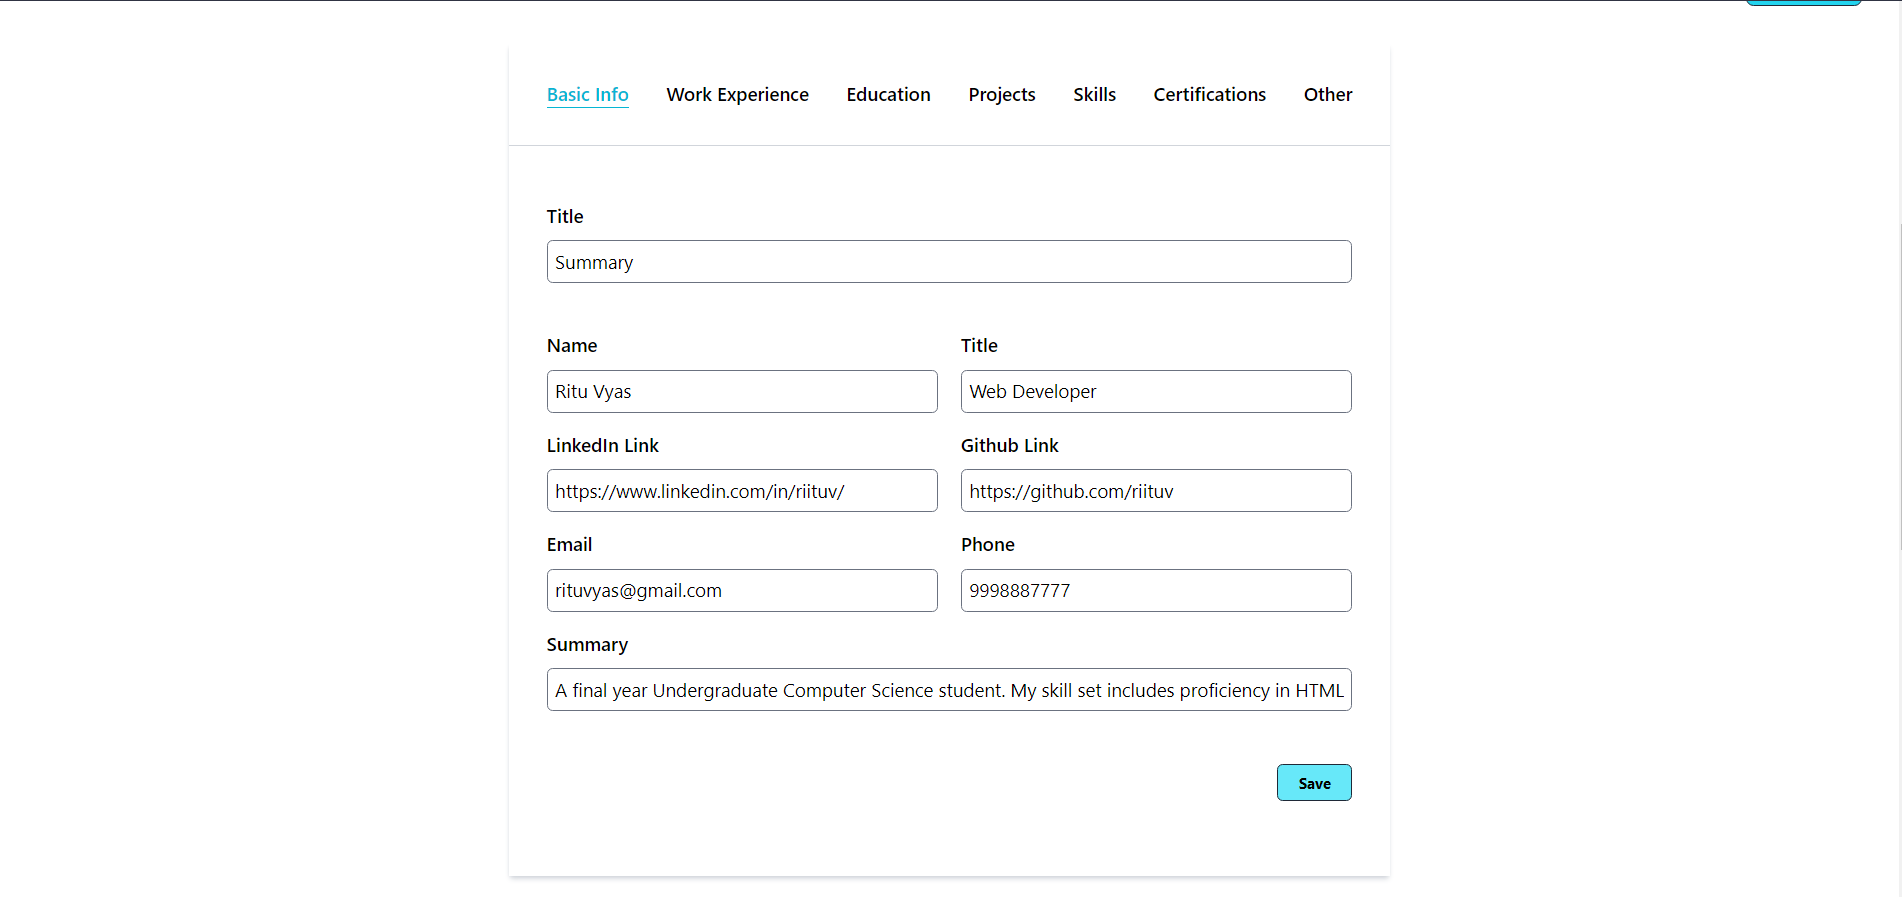 Basic Info Work Experience Education Projects Skills Certifications Other
Title
Summary
Name Title
Ritu Vyas Web Developer
LinkedIn Link Github Link
https://www.linkedin.com/in/riituv/ https://github.com/riituv
Email Phone
rituvyas@gmail.com 9998887777
Summary
A final year Undergraduate Computer Science student. My skill set includes proficiency in HTML
Save